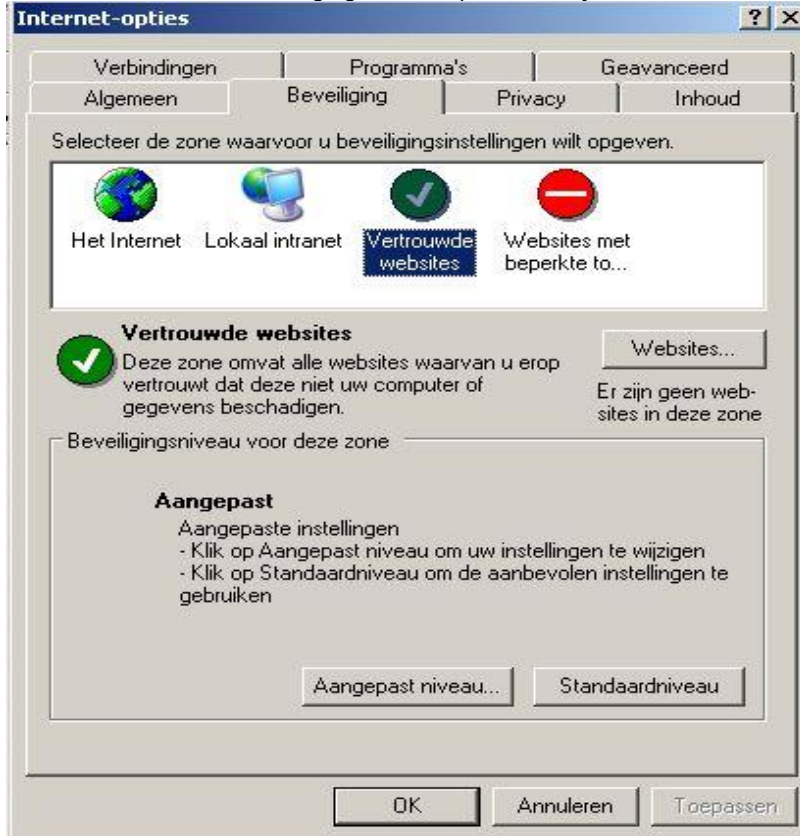 Internet-opties
Verbindingen Programma's Geavanceerd
Algemeen Beveiliging Privacy Inhoud
Selecteer de zone waarvoor u beveiligingsinstellingen wilt opgeven.
Het Internet Lokaal intranet Vertrouwde websites Websites met beperkte to...
Vertrouwde websites
Deze zone omvat alle websites waarvan u erop
vertrouwt dat deze niet uw computer of
gegevens beschadigen.
Websites...
Er zijn geen web-
sites in deze zone
Beveiligingsniveau voor deze zone
Aangepast
Aangepaste instellingen
- Klik op Aangepast niveau om uw instellingen te wijzigen
- Klik op Standaardniveau om de aanbevolen instellingen te
gebruiken
Aangepast niveau... Standaardniveau
OK Annuleren Toepassen